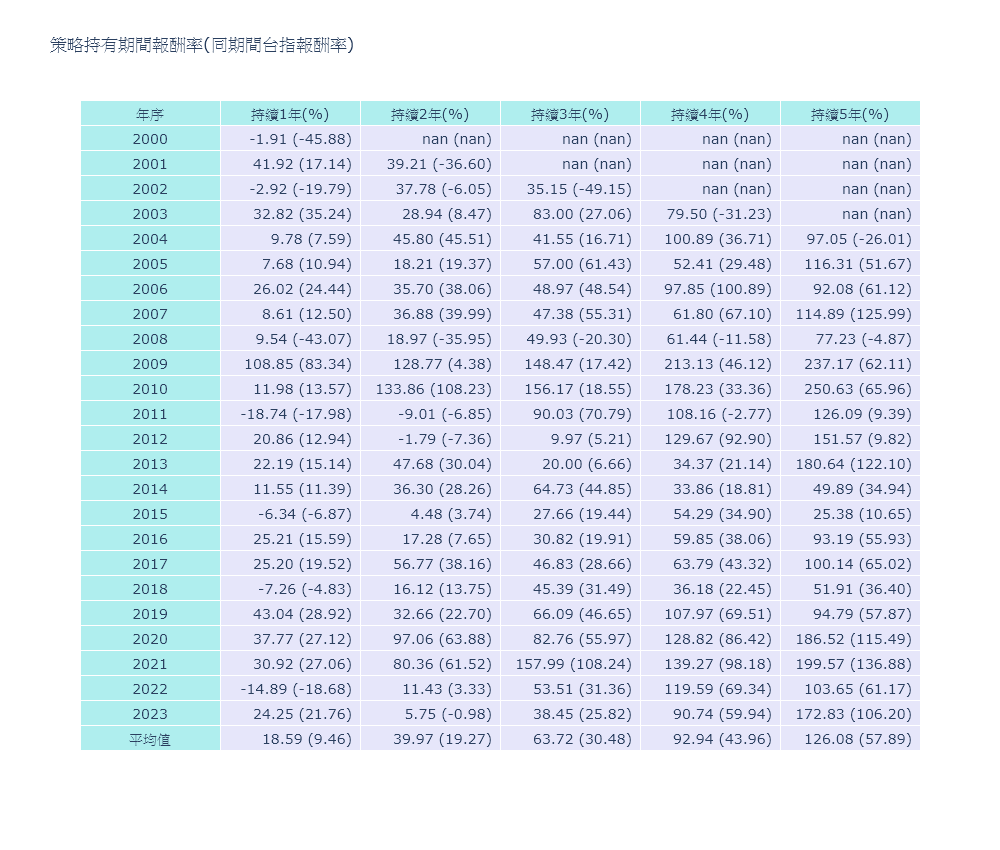 策略持有期間報酬率(同期間台指報酬率)
年序 持續1年(%) 持續2年(%) 持續3年(%) 持續4年(%) 持續5年(%)
2000 -1.91 (-45.88) nan (nan) nan (nan) nan (nan) nan (nan)
2001 41.92 (17.14) 39.21 (-36.60) nan (nan) nan (nan) nan (nan)
2002 -2.92 (-19.79) 37.78 (-6.05) 35.15 (-49.15) nan (nan) nan (nan)
2003 32.82 (35.24) 28.94 (8.47) 83.00 (27.06) 79.50 (-31.23) nan (nan)
2004 9.78 (7.59) 45.80 (45.51) 41.55 (16.71) 100.89 (36.71) 97.05 (-26.01)
2005 7.68 (10.94) 18.21 (19.37) 57.00 (61.43) 52.41 (29.48) 116.31 (51.67)
2006 26.02 (24.44) 35.70 (38.06) 48.97 (48.54) 97.85 (100.89) 92.08 (61.12)
2007 8.61 (12.50) 36.88 (39.99) 47.38 (55.31) 61.80 (67.10) 114.89 (125.99)
2008 9.54 (-43.07) 18.97 (-35.95) 49.93 (-20.30) 61.44 (-11.58) 77.23 (-4.87)
2009 108.85 (83.34) 128.77 (4.38) 148.47 (17.42) 213.13 (46.12) 237.17 (62.11)
2010 11.98 (13.57) 133.86 (108.23) 156.17 (18.55) 178.23 (33.36) 250.63 (65.96)
2011 -18.74 (-17.98) -9.01 (-6.85) 90.03 (70.79) 108.16 (-2.77) 126.09 (9.39)
2012 20.86 (12.94) -1.79 (-7.36) 9.97 (5.21) 129.67 (92.90) 151.57 (9.82)
2013 22.19 (15.14) 47.68 (30.04) 20.00 (6.66) 34.37 (21.14) 180.64 (122.10)
2014 11.55 (11.39) 36.30 (28.26) 64.73 (44.85) 33.86 (18.81) 49.89 (34.94)
2015 -6.34 (-6.87) 4.48 (3.74) 27.66 (19.44) 54.29 (34.90) 25.38 (10.65)
2016 25.21 (15.59) 17.28 (7.65) 30.82 (19.91) 59.85 (38.06) 93.19 (55.93)
2017 25.20 (19.52) 56.77 (38.16) 46.83 (28.66) 63.79 (43.32) 100.14 (65.02)
2018 -7.26 (-4.83) 16.12 (13.75) 45.39 (31.49) 36.18 (22.45) 51.91 (36.40)
2019 43.04 (28.92) 32.66 (22.70) 66.09 (46.65) 107.97 (69.51) 94.79 (57.87)
2020 37.77 (27.12) 97.06 (63.88) 82.76 (55.97) 128.82 (86.42) 186.52 (115.49)
2021 30.92 (27.06) 80.36 (61.52) 157.99 (108.24) 139.27 (98.18) 199.57 (136.88)
2022 -14.89 (-18.68) 11.43 (3.33) 53.51 (31.36) 119.59 (69.34) 103.65 (61.17)
2023 24.25 (21.76) 5.75 (-0.98) 38.45 (25.82) 90.74 (59.94) 172.83 (106.20)
平均值 18.59 (9.46) 39.97 (19.27) 63.72 (30.48) 92.94 (43.96) 126.08 (57.89)